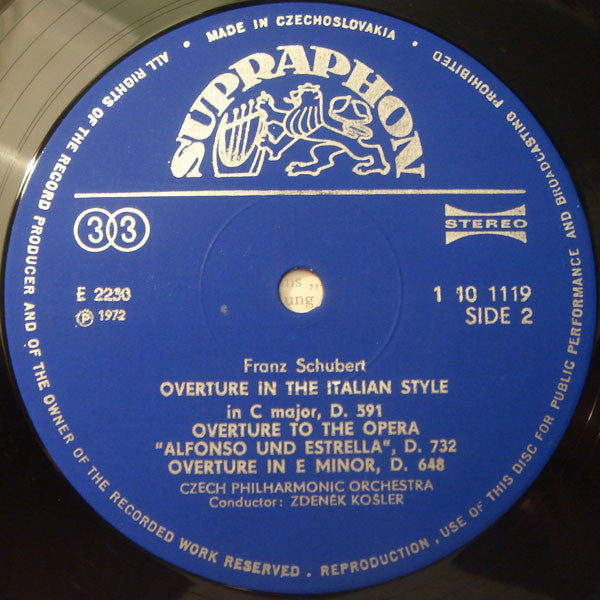 ALL RIGHTS OF THE RECORD PRODUCER AND OF THE OWNER OF THE RECORDED WORK RESERVED . REPRODUCTION , USE OF THIS DISC FOR PUBLIC PERFORMANCE AND BROADCASTING PROHIBITED • MADE IN CZECHOSLOVAKIA •
SUPRAPHON
33
STEREO
E 2230
1 10 1119
Ⓟ 1972
SIDE 2
ns „
ung
Franz Schubert
OVERTURE IN THE ITALIAN STYLE
in C major, D. 591
OVERTURE TO THE OPERA
"ALFONSO UND ESTRELLA", D. 732
OVERTURE IN E MINOR, D. 648
CZECH PHILHARMONIC ORCHESTRA
Conductor: ZDENĚK KOŠLER